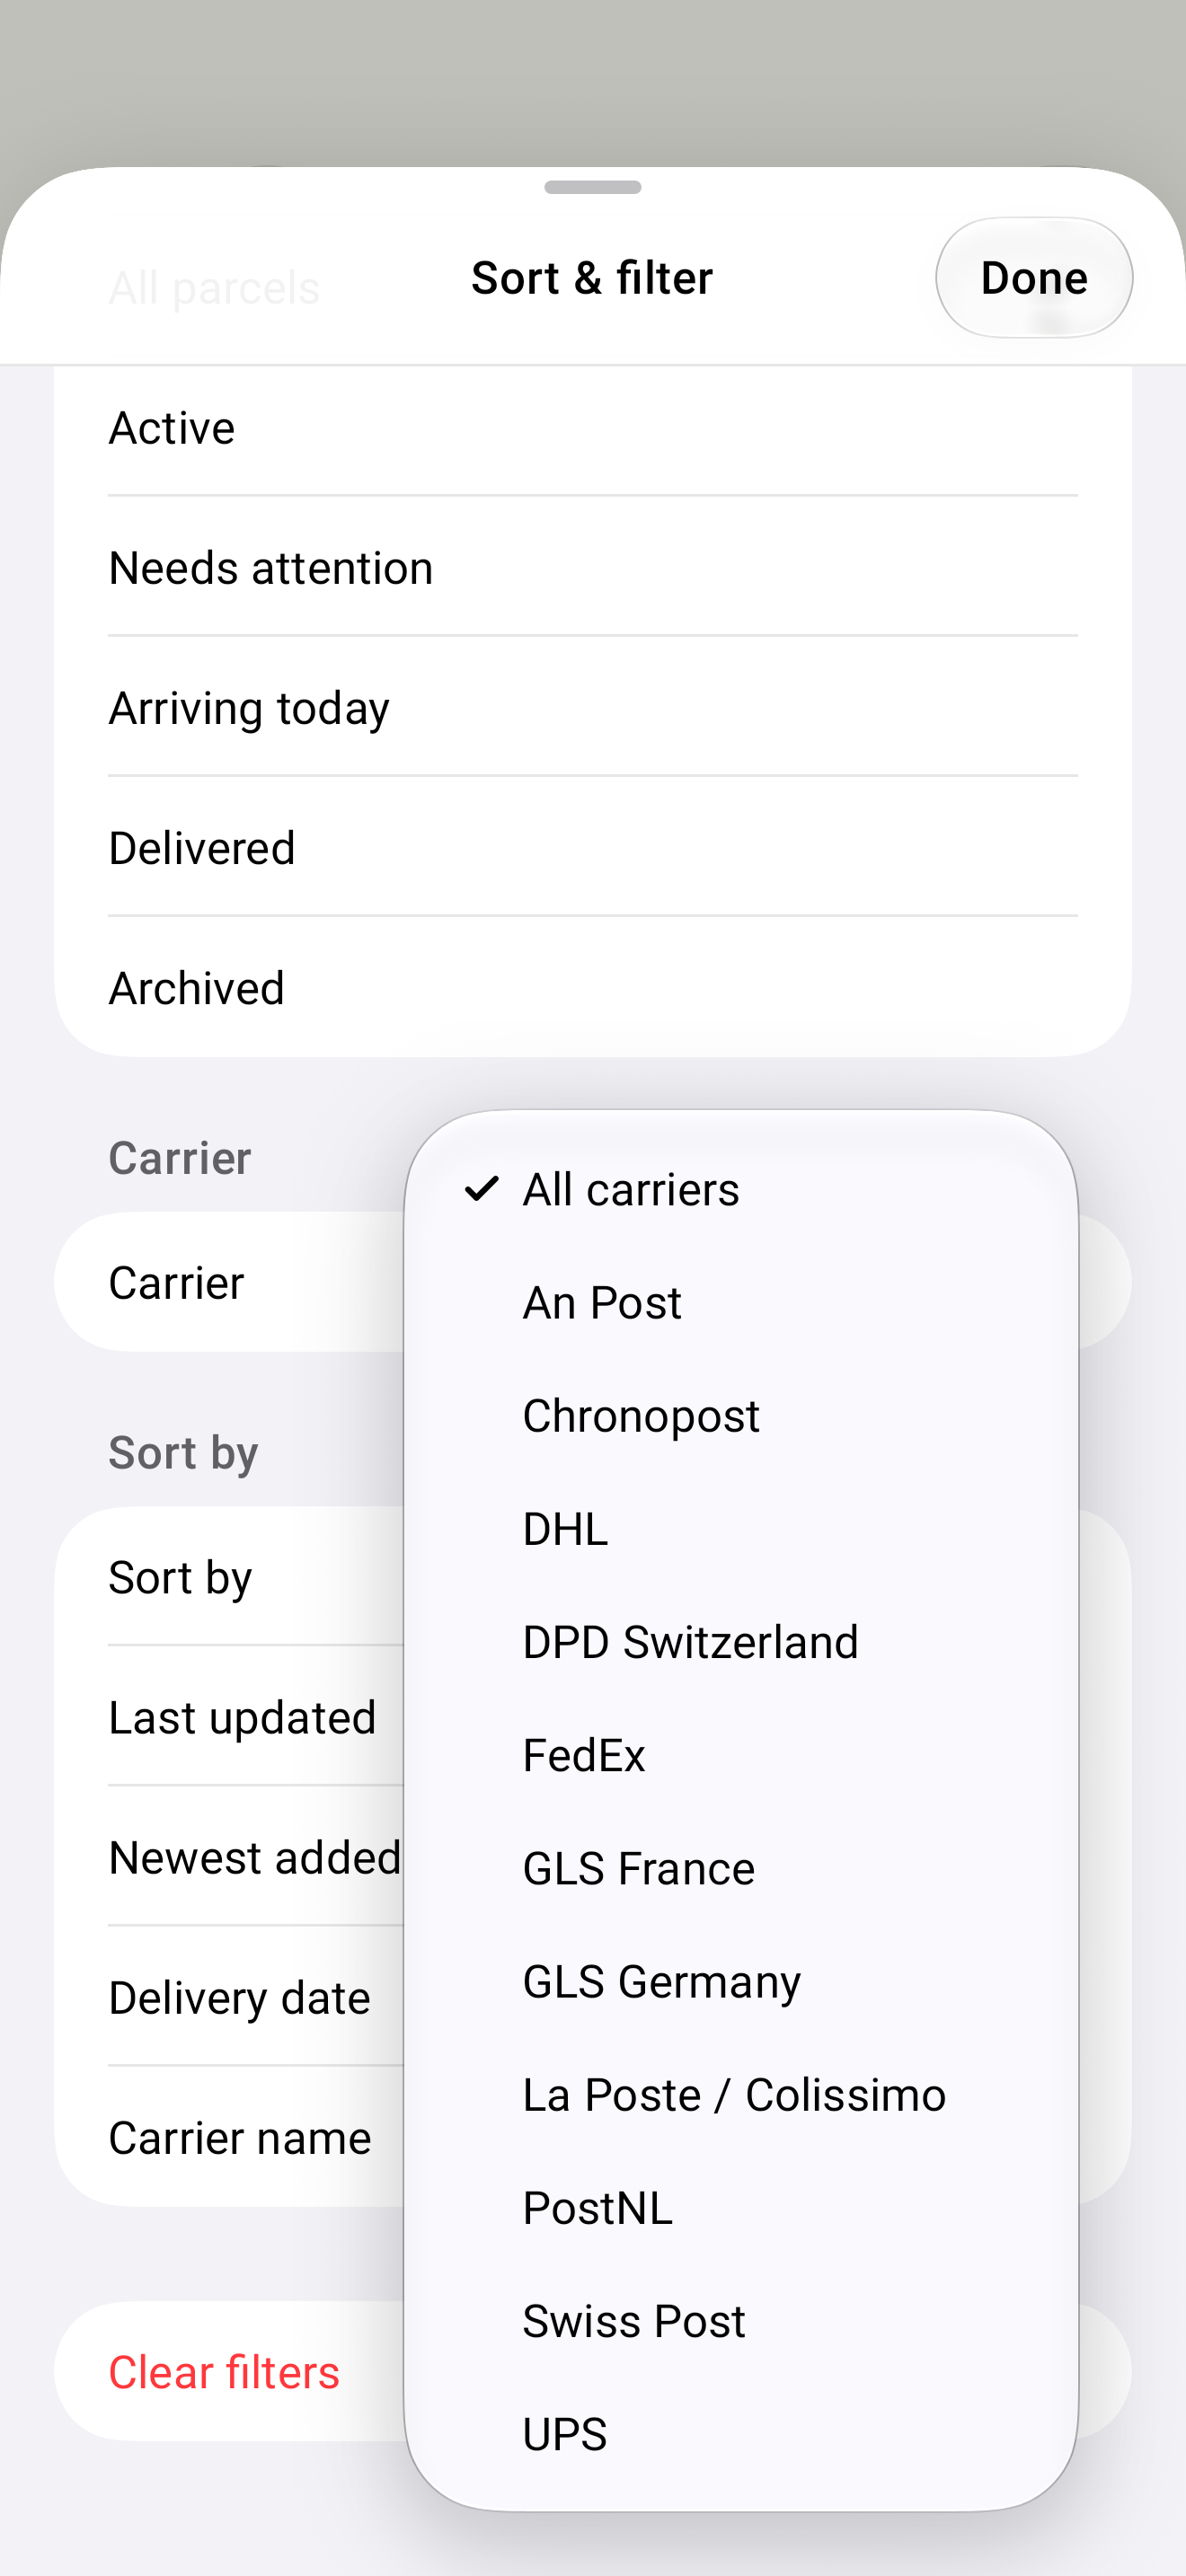 All parcels
Sort & filter
Done
Active
Needs attention
Arriving today
Delivered
Archived
Carrier
Carrier
Sort by
Sort by
Last updated
Newest added
Delivery date
Carrier name
Clear filters
All carriers
An Post
Chronopost
DHL
DPD Switzerland
FedEx
GLS France
GLS Germany
La Poste / Colissimo
PostNL
Swiss Post
UPS